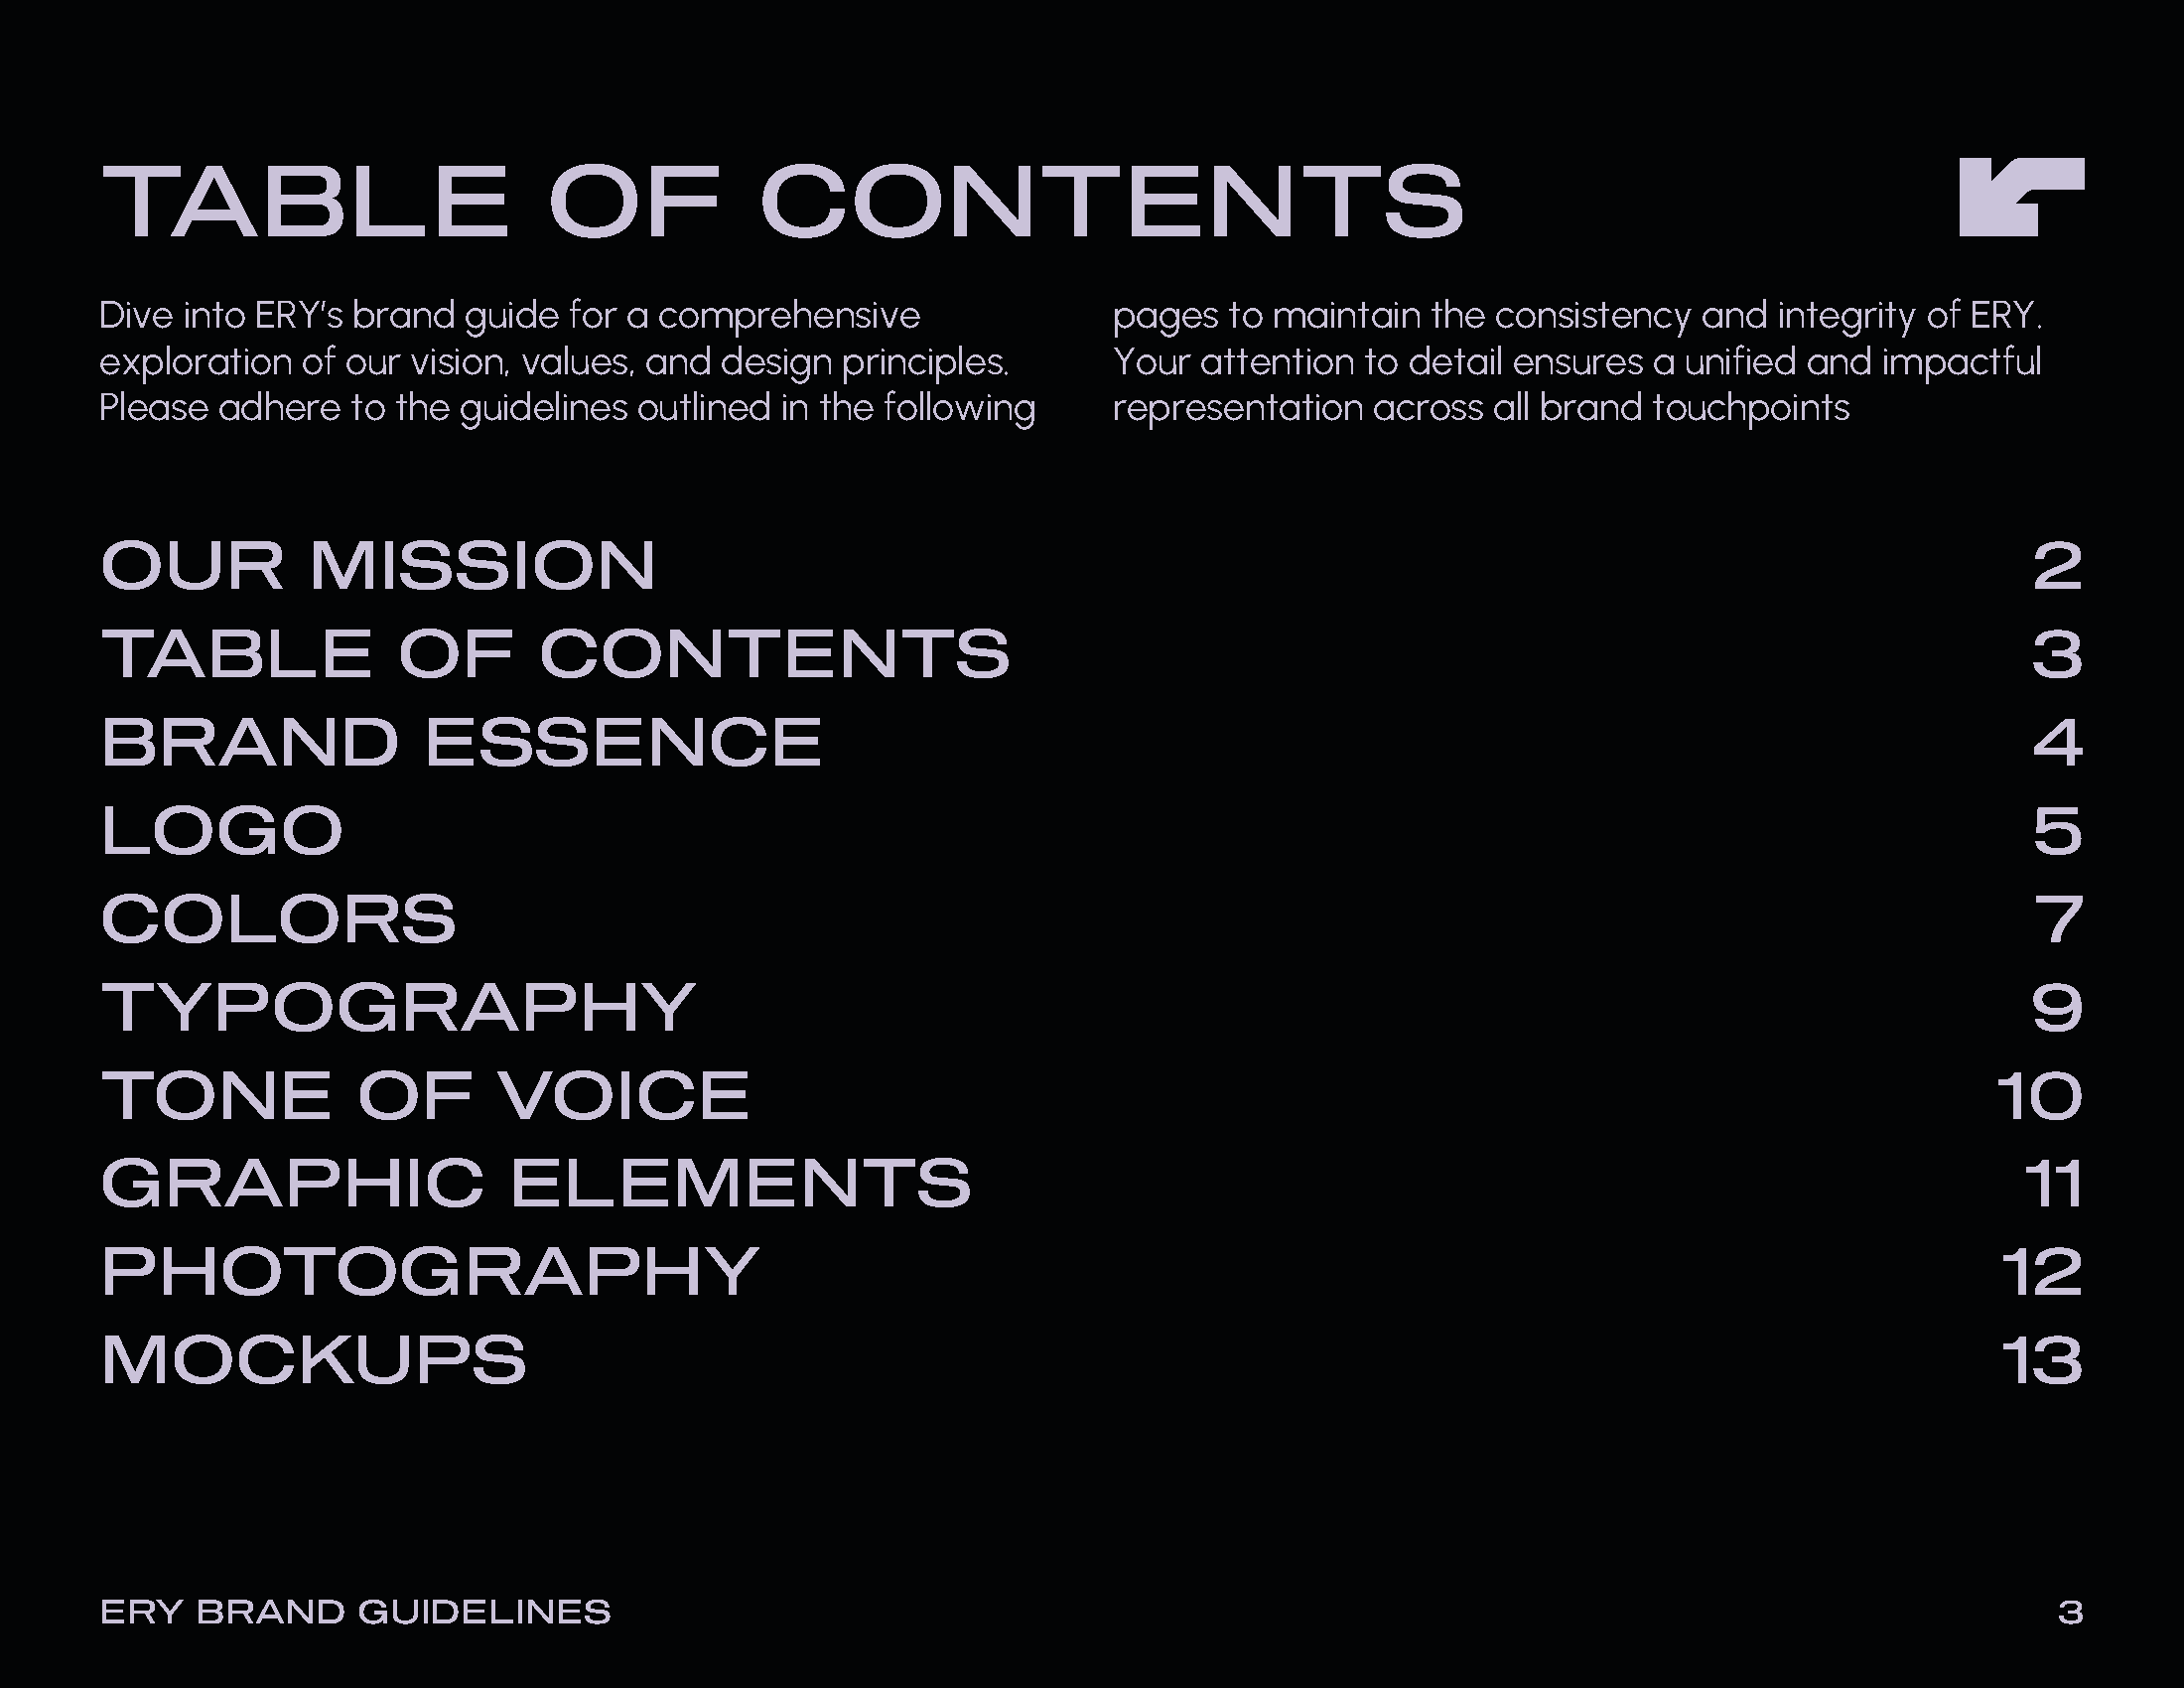 TABLE OF CONTENTS
Dive into ERY's brand guide for a comprehensive
exploration of our vision, values, and design principles.
Please adhere to the guidelines outlined in the following
pages to maintain the consistency and integrity of ERY.
Your attention to detail ensures a unified and impactful
representation across all brand touchpoints
OUR MISSION 2
TABLE OF CONTENTS 3
BRAND ESSENCE 4
LOGO 5
COLORS 7
TYPOGRAPHY 9
TONE OF VOICE 10
GRAPHIC ELEMENTS 11
PHOTOGRAPHY 12
MOCKUPS 13
ERY BRAND GUIDELINES 3